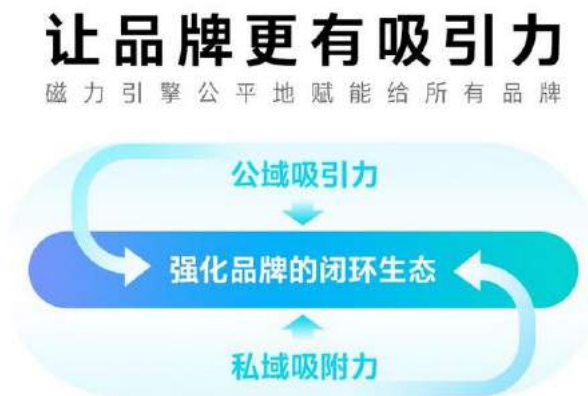 让品牌更有吸引力
磁力引擎公平地赋能给所有品牌
公域吸引力
强化品牌的闭环生态
私域吸附力